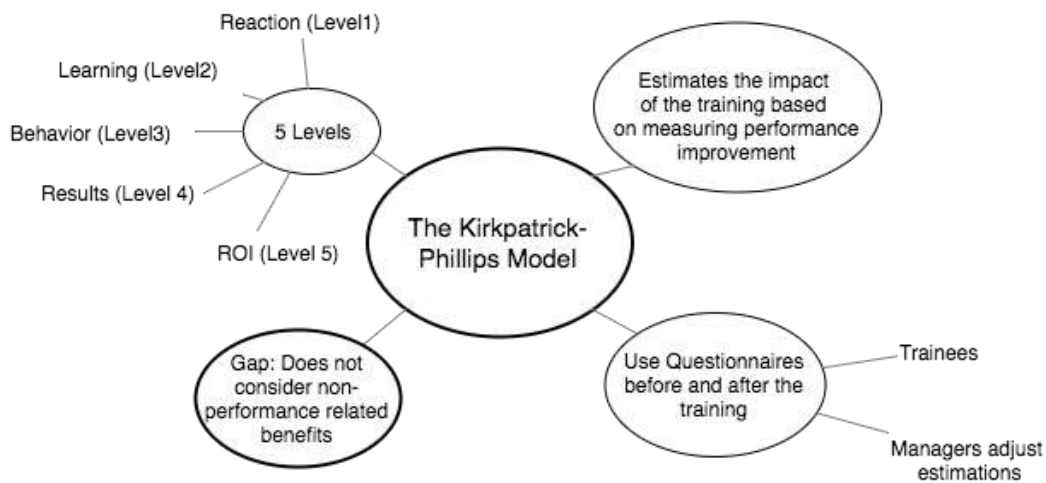 Reaction (Level1)
Learning (Level2)
Behavior (Level3)
Results (Level 4)
ROI (Level 5)
5 Levels
Estimates the impact
of the training based
on measuring performance
improvement
The Kirkpatrick-
Phillips Model
Gap: Does not
consider non-
performance related
benefits
Use Questionnaires
before and after the
training
Trainees
Managers adjust
estimations